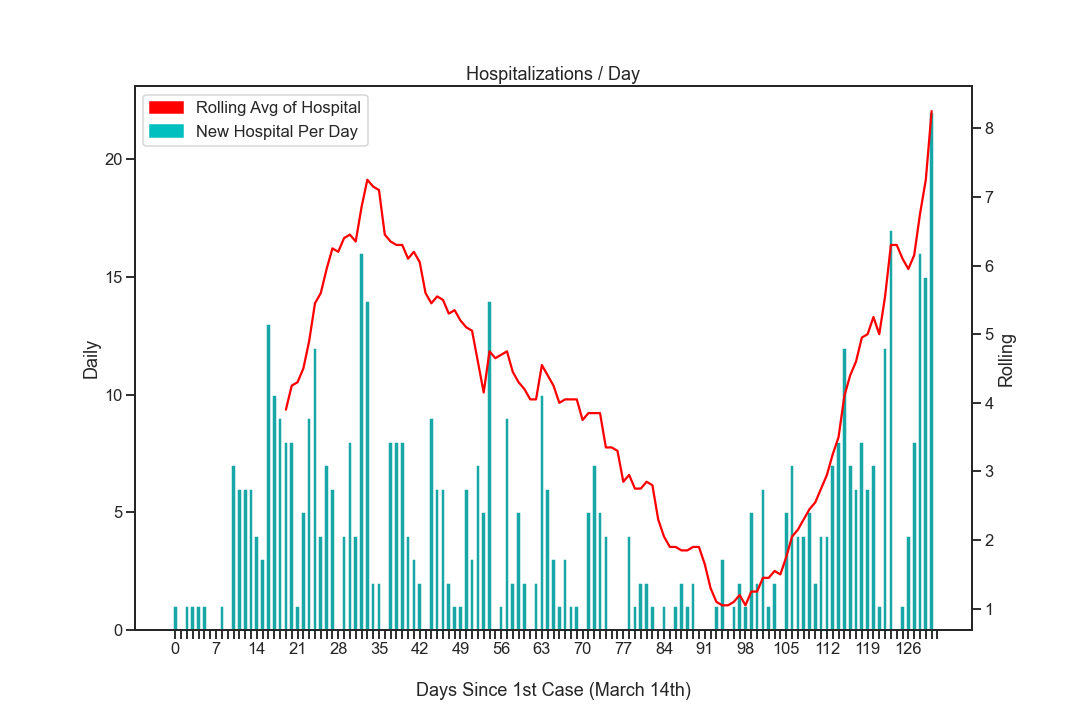 Hospitalizations / Day
Rolling Avg of Hospital
New Hospital Per Day
Daily
Rolling
20
15
10
5
0
8
7
6
5
4
3
2
1
0 7 14 21 28 35 42 49 56 63 70 77 84 91 98 105 112 119 126
Days Since 1st Case (March 14th)